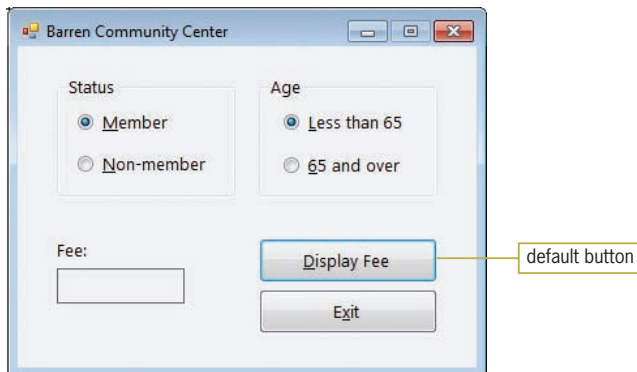 Barren Community Center
Status
Member
Non-member
Age
Less than 65
65 and over
Fee:
Display Fee
Exit
default button